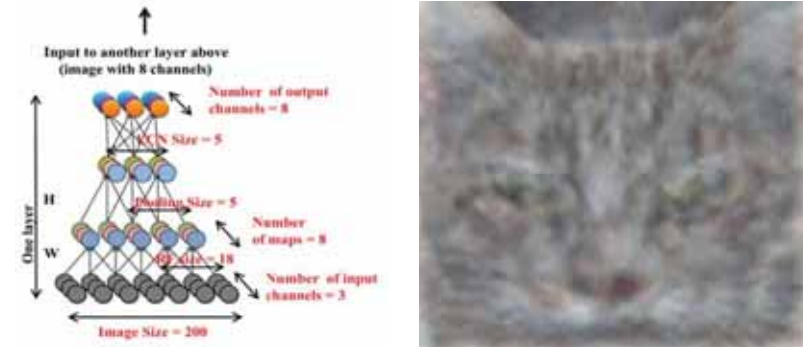 Input to another layer above
(image with 8 channels)
Number of output
channels = 8
LCN Size = 5
H
Pooling Size = 5
One layer
Number
of maps = 8
W
RF size = 18
Number of input
channels = 3
Image Size = 200